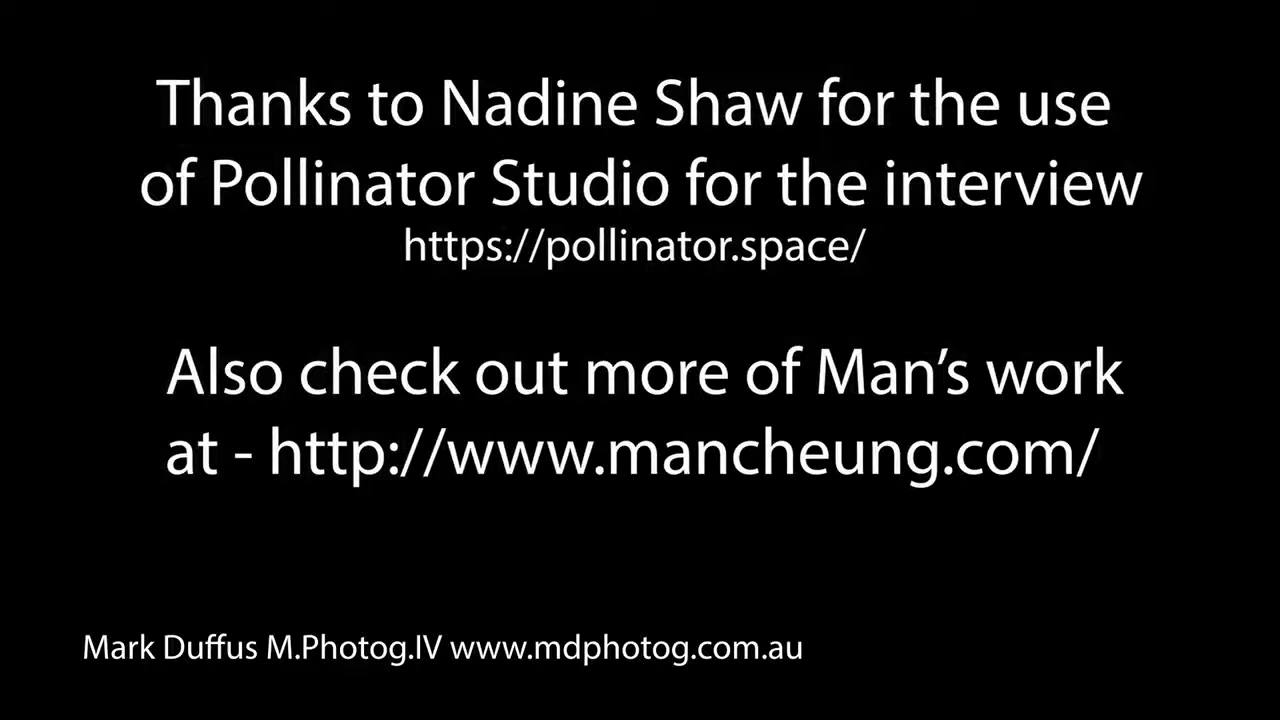 Thanks to Nadine Shaw for the use
of Pollinator Studio for the interview
https://pollinator.space/
Also check out more of Man’s work
at - http://www.mancheung.com/
Mark Duffus M.Photog.IV www.mdphotog.com.au